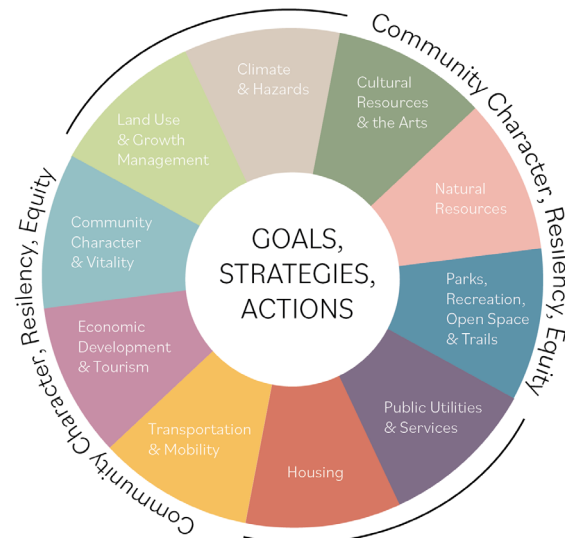 Community Character, Resilency, Equity
Climate
& Hazards
Cultural
Resources
& the Arts
Land Use
& Growth
Management
Natural
Resources
Community
Character
& Vitality
GOALS,
STRATEGIES,
ACTIONS
Parks,
Recreation,
Open Space
& Trails
Economic
Development
& Tourism
Public Utilities
& Services
Transportation
& Mobility
Housing
Community Character, Resilency, Equity